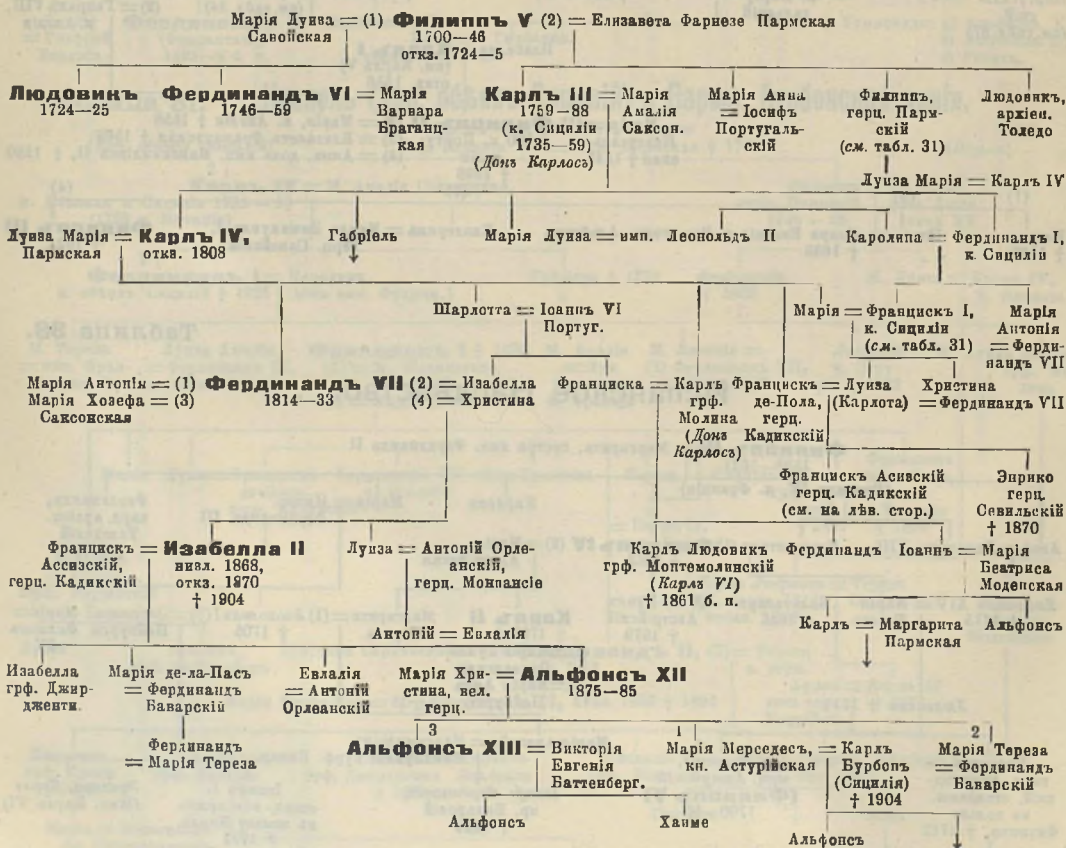 Марія Луиза = (1) Филиппъ V (2) = Елизавета Фарнезе Пармская
Савойская 1700—46
откз. 1724—5
Людовикъ Фердинандъ VI = Марія Карлъ III = Марія Марія Анна Филиппъ, Людовикъ,
1724—25 1746—59 Варвара 1759—88 Амалія = Іосифъ герц. Парм- архіеп.
Браганц- (к. Сициліи Саксон. Португаль- скій Толедо
ская 1735—59) скій (см. табл. 31)
(Донъ Карлосъ)
Луиза Марія = Карлъ IV
Луиза Марія = Карлъ IV, Габріель Марія Луиза = имп. Леопольдъ II Каролина = Фердинандъ I,
Пармская откв. 1808 к. Сициліи
Шарлотта = Іоаннъ VI Марія = Францискъ I, Марія
Португ. к. Сициліи Антонія
(см. табл. 31) = Ферди-
нандъ VII
Марія Антонія = (1) Фердинандъ VII (2) = Изабелла Франциска = Карлъ Францискъ = Луиза Христина
Марія Хозефа = (3) 1814—33 (4) = Христина грф. де-Пола, (Карлота) = Фердинандъ VII
Саксонская Молина герц.
(Донъ Кадикскій
Карлосъ)
Францискъ Асизскій Энрико
герц. Кадикскій герц.
(см. на лѣв. стор.) Севильскій
† 1870
Францискъ = Изабелла II Луиза = Антоній Орле- Карлъ Людовикъ Фердинандъ Іоаннъ = Марія
Ассизскій, низл. 1868, анскій, грф. Монтемолинскій Беатриса
герц. Кадикскій откз. 1870 герц. Монпансіе (Карлъ VI) Моденская
† 1904 † 1861 б. п.
Карлъ = Маргарита Альфонсъ
Пармская
Антоній = Евлалія
Изабелла Марія де-ла-Пасъ Евлалія Марія Хри- = Альфонсъ XII
грф. Джир- = Фердинандъ = Антоній стина, вел. 1875—85
дженти. Баварскій Орлеанскій герц.
Фердинандъ
= Марія Тереза
3 1 2
Альфонсъ XIII = Викторія Марія Мерседесъ, = Карлъ Марія Тереза
Евгенія кн. Астурійская Бурбонъ = Фердинандъ
Баттенберг. (Сицилія) Баварскій
† 1904
Альфонсъ Хаиме
Альфонсъ